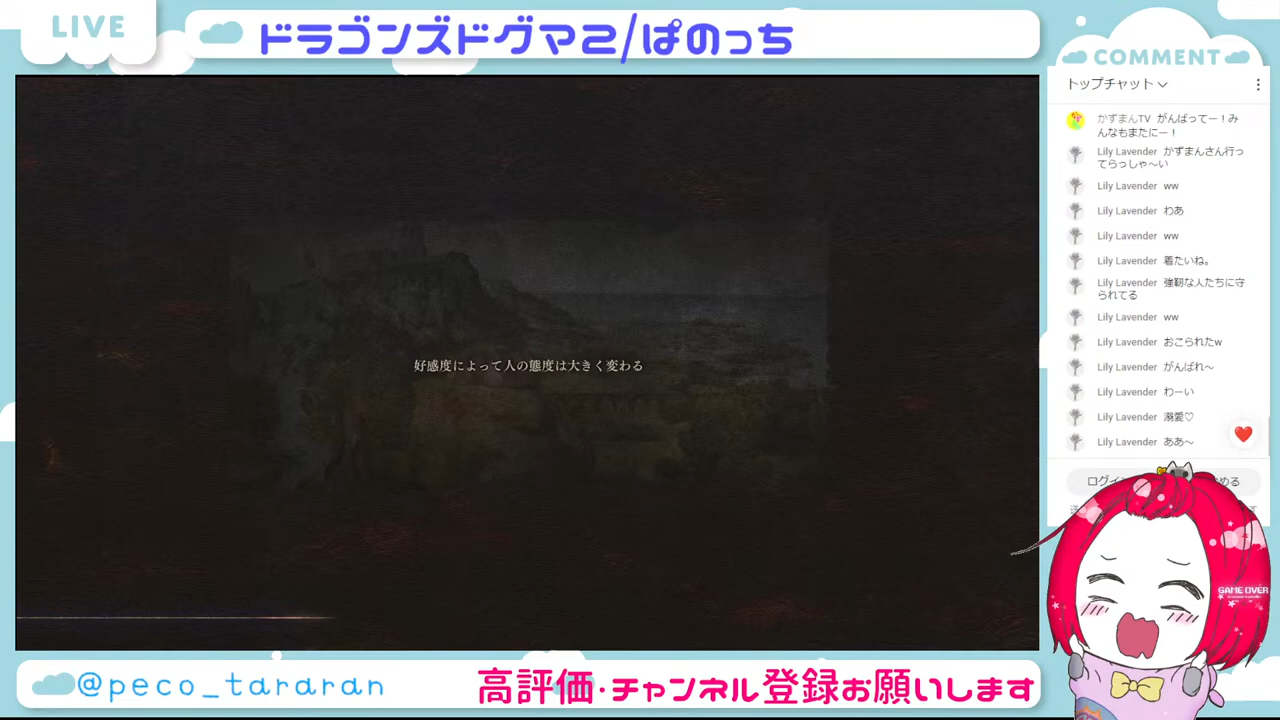 LIVE
ドラゴンズドグマ2/ぱのっち
COMMENT
トップチャット
かずまんTV がんばってー！み
んなもまたにー！
Lily Lavender かずまんさん行っ
てらっしゃ〜い
Lily Lavender ww
Lily Lavender わあ
Lily Lavender ww
Lily Lavender 着たいね。
Lily Lavender 強靭な人たちに守
られてる
Lily Lavender ww
Lily Lavender おこられたw
Lily Lavender がんばれ〜
Lily Lavender わーい
Lily Lavender 溺愛♡
Lily Lavender ああ〜
好感度によって人の態度は大きく変わる
GAME OVER
@peco_tararan
高評価・チャンネル登録お願いします